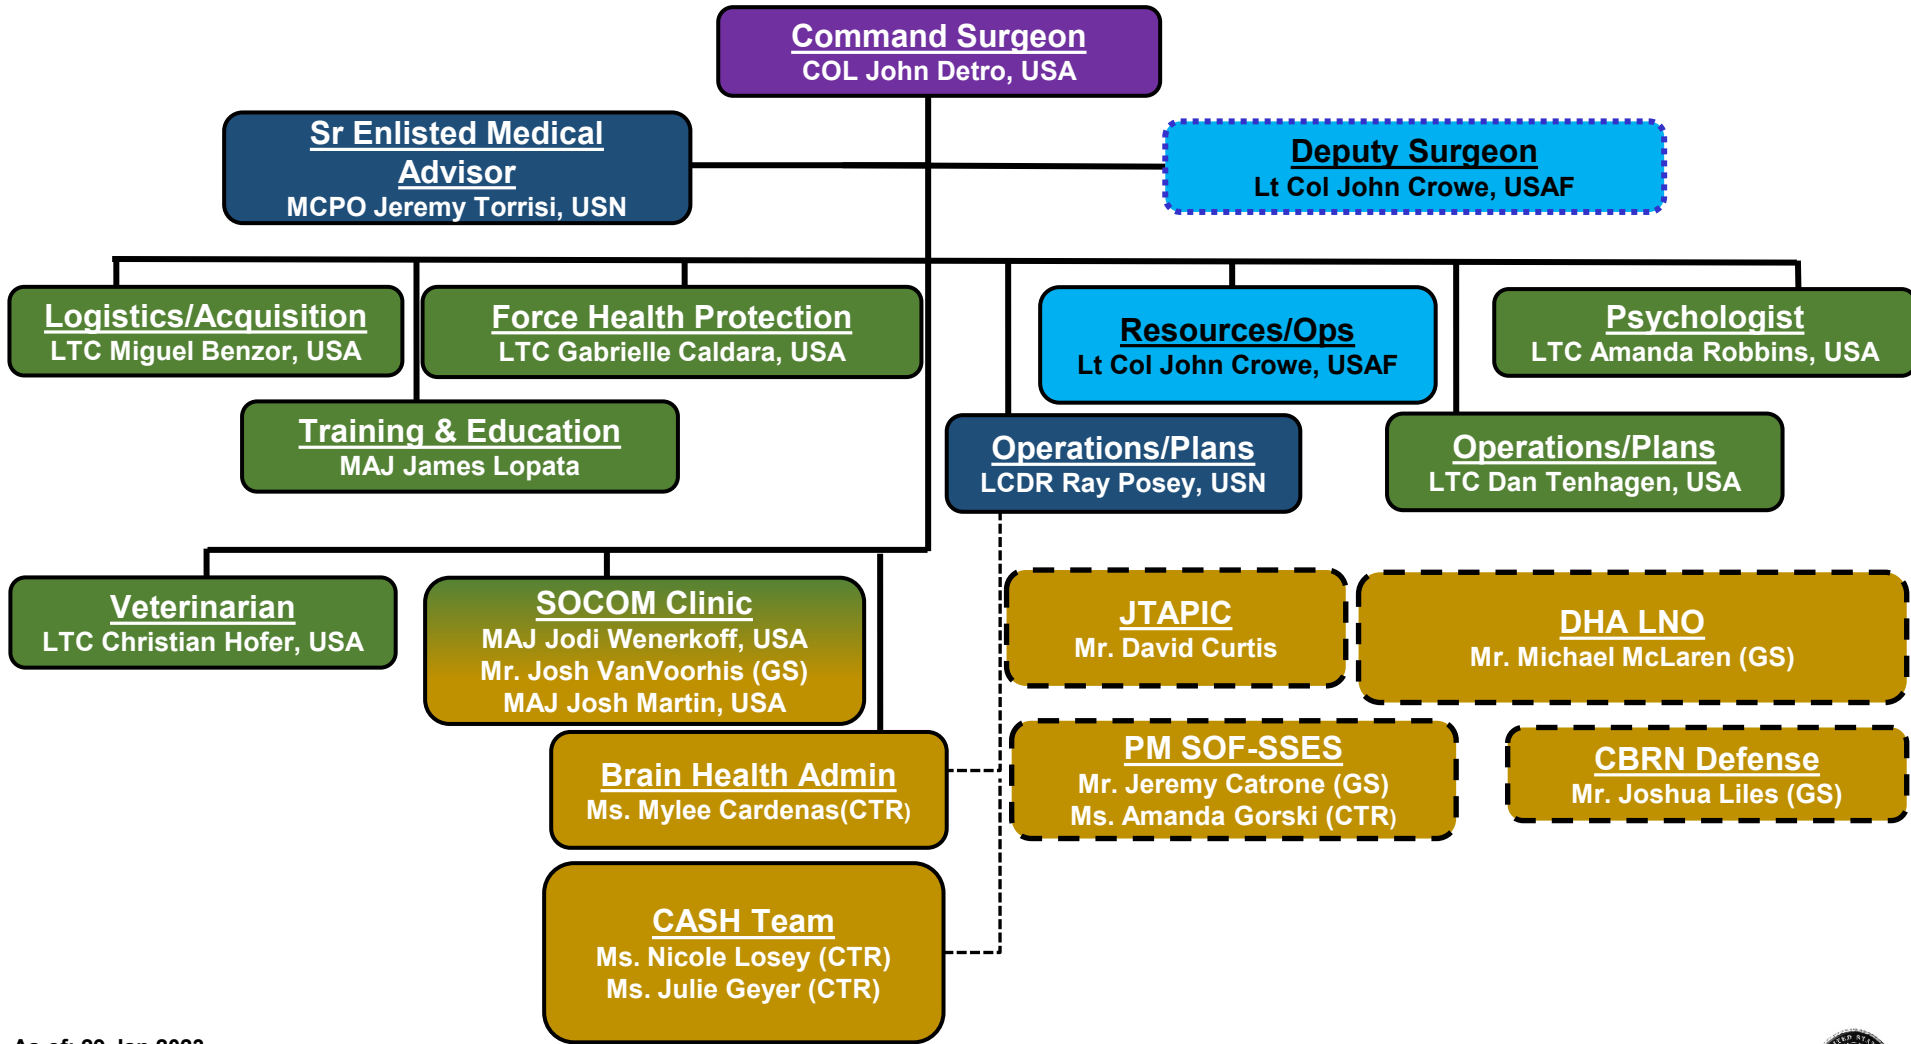 Command Surgeon
COL John Detro, USA
Sr Enlisted Medical
Advisor
MCPO Jeremy Torrisi, USN
Deputy Surgeon
Lt Col John Crowe, USAF
Logistics/Acquisition
LTC Miguel Benzor, USA
Force Health Protection
LTC Gabrielle Caldara, USA
Resources/Ops
Lt Col John Crowe, USAF
Psychologist
LTC Amanda Robbins, USA
Training & Education
MAJ James Lopata
Operations/Plans
LCDR Ray Posey, USN
Operations/Plans
LTC Dan Tenhagen, USA
Veterinarian
LTC Christian Hofer, USA
SOCOM Clinic
MAJ Jodi Wenerkoff, USA
Mr. Josh VanVoorhis (GS)
MAJ Josh Martin, USA
JTAPIC
Mr. David Curtis
DHA LNO
Mr. Michael McLaren (GS)
Brain Health Admin
Ms. Mylee Cardenas(CTR)
PM SOF-SSES
Mr. Jeremy Catrone (GS)
Ms. Amanda Gorski (CTR)
CBRN Defense
Mr. Joshua Liles (GS)
CASH Team
Ms. Nicole Losey (CTR)
Ms. Julie Geyer (CTR)
As of: Jan 2023